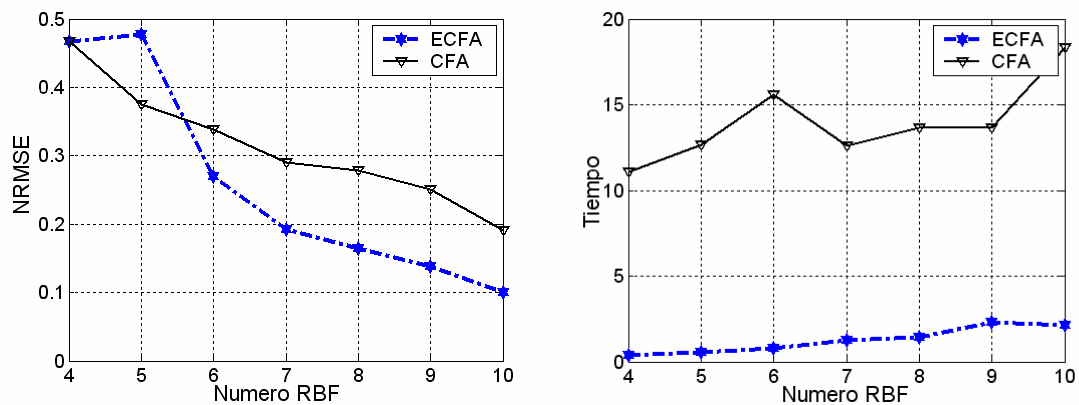 0.5
0.4
0.3
0.2
0.1
0
NRMSE
4 5 6 7 8 9 10
Numero RBF
ECFA
CFA
20
15
10
5
0
Tiempo
4 5 6 7 8 9 10
Numero RBF
ECFA
CFA